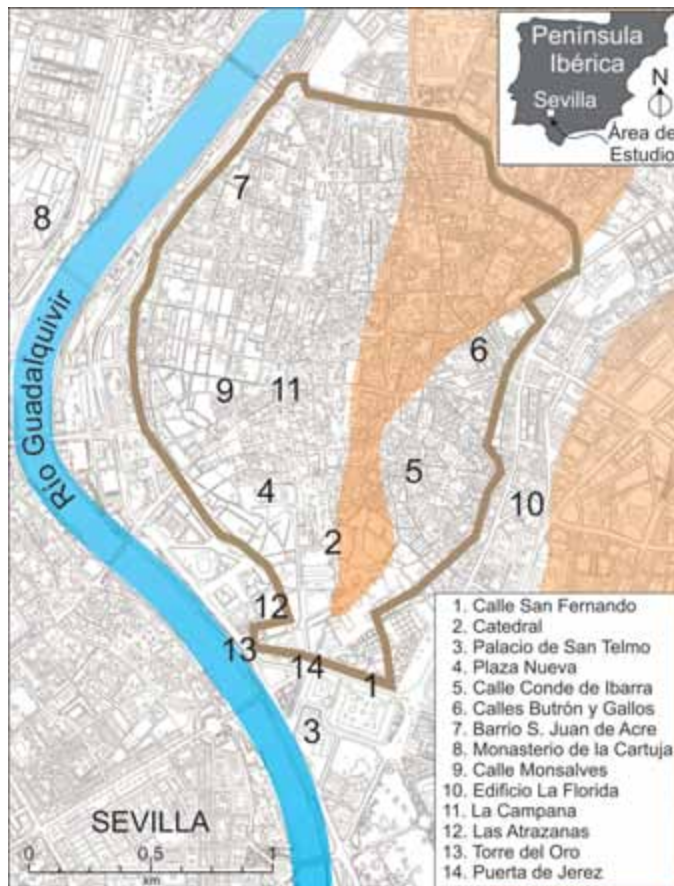 Península
Ibérica
Sevilla
N
Área de
Estudio
7
8
6
9
11
5
4
10
2
12
13
14
1
3
Río Guadalquivir
SEVILLA
0
0,5
1
km
1. Calle San Fernando
2. Catedral
3. Palacio de San Telmo
4. Plaza Nueva
5. Calle Conde de Ibarra
6. Calles Butrón y Gallos
7. Barrio S. Juan de Acre
8. Monasterio de la Cartuja
9. Calle Monsalves
10. Edificio La Florida
11. La Campana
12. Las Atrazanas
13. Torre del Oro
14. Puerta de Jerez